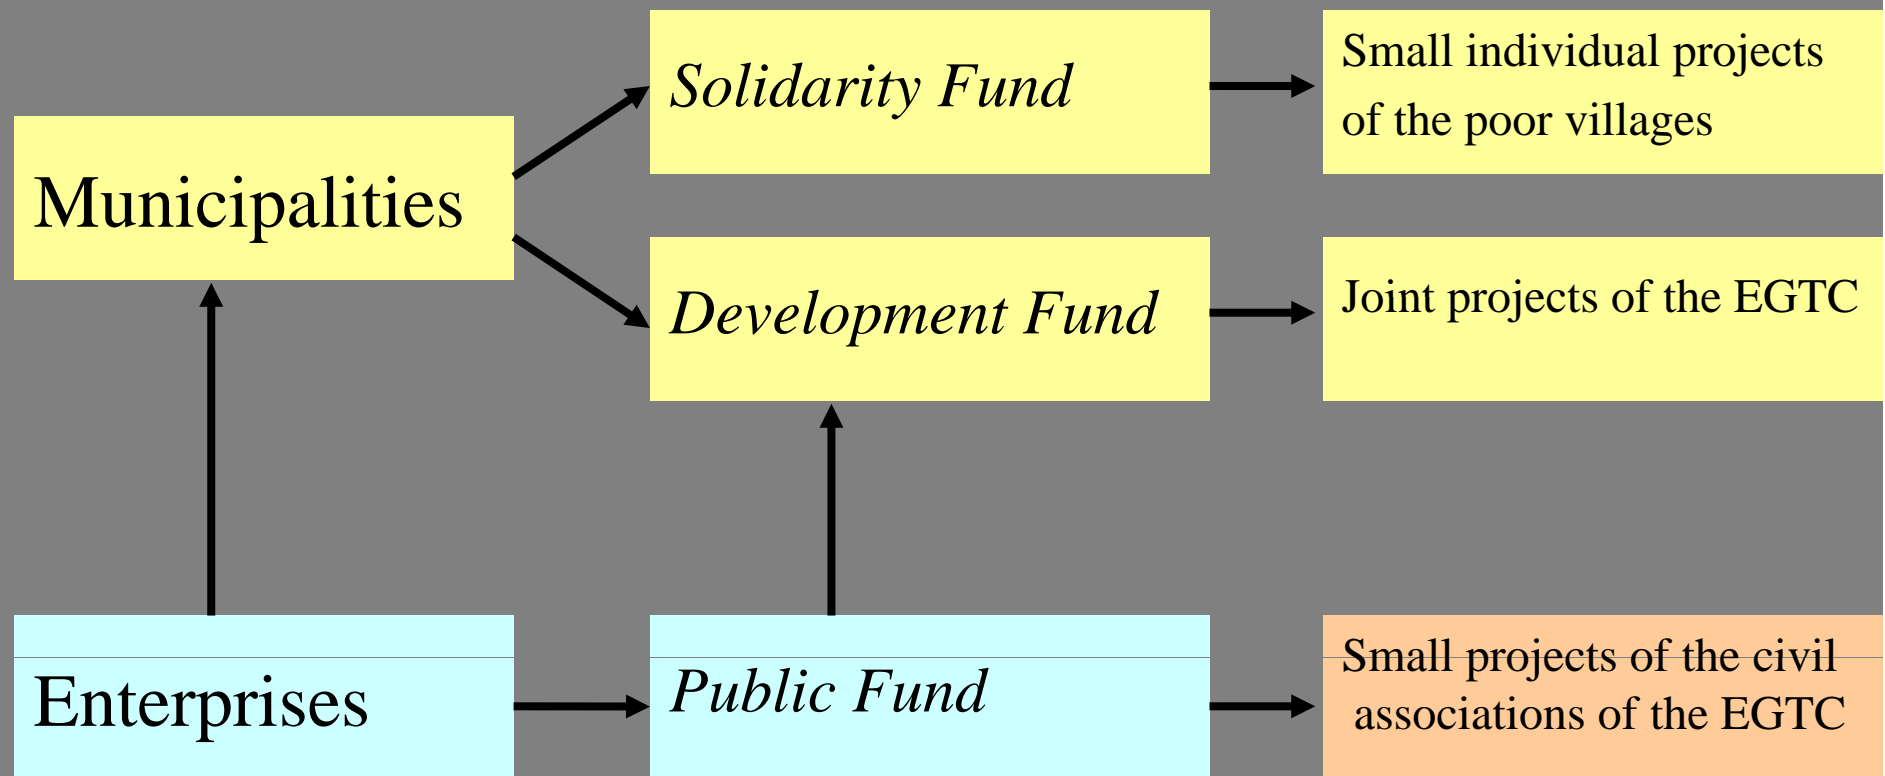 Municipalities
Solidarity Fund
Small individual projects
of the poor villages
Development Fund
Joint projects of the EGTC
Enterprises
Public Fund
Small projects of the civil
associations of the EGTC